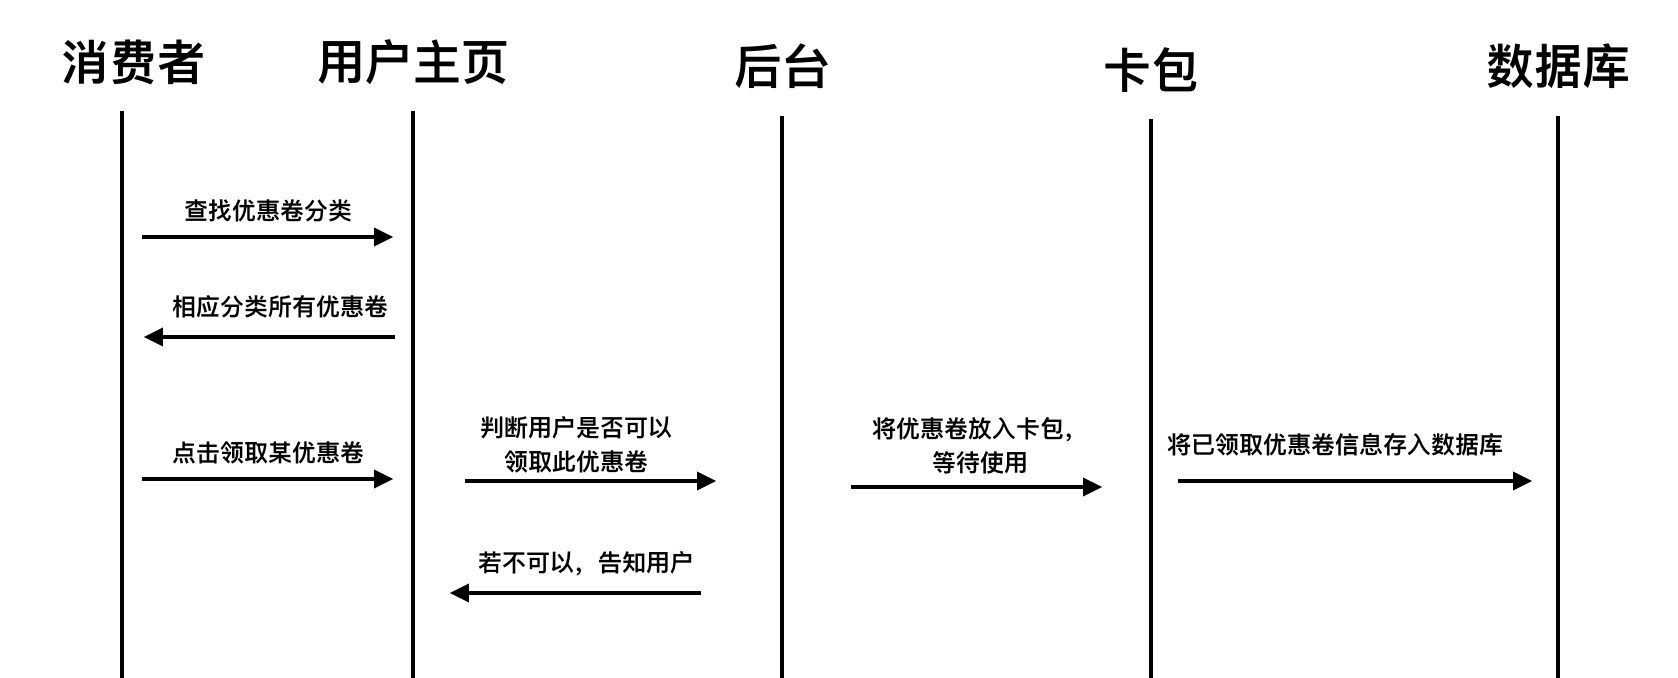 消费者
用户主页
后台
卡包
数据库
查找优惠卷分类
相应分类所有优惠卷
点击领取某优惠卷
判断用户是否可以
领取此优惠卷
将优惠卷放入卡包，
等待使用
将已领取优惠卷信息存入数据库
若不可以，告知用户